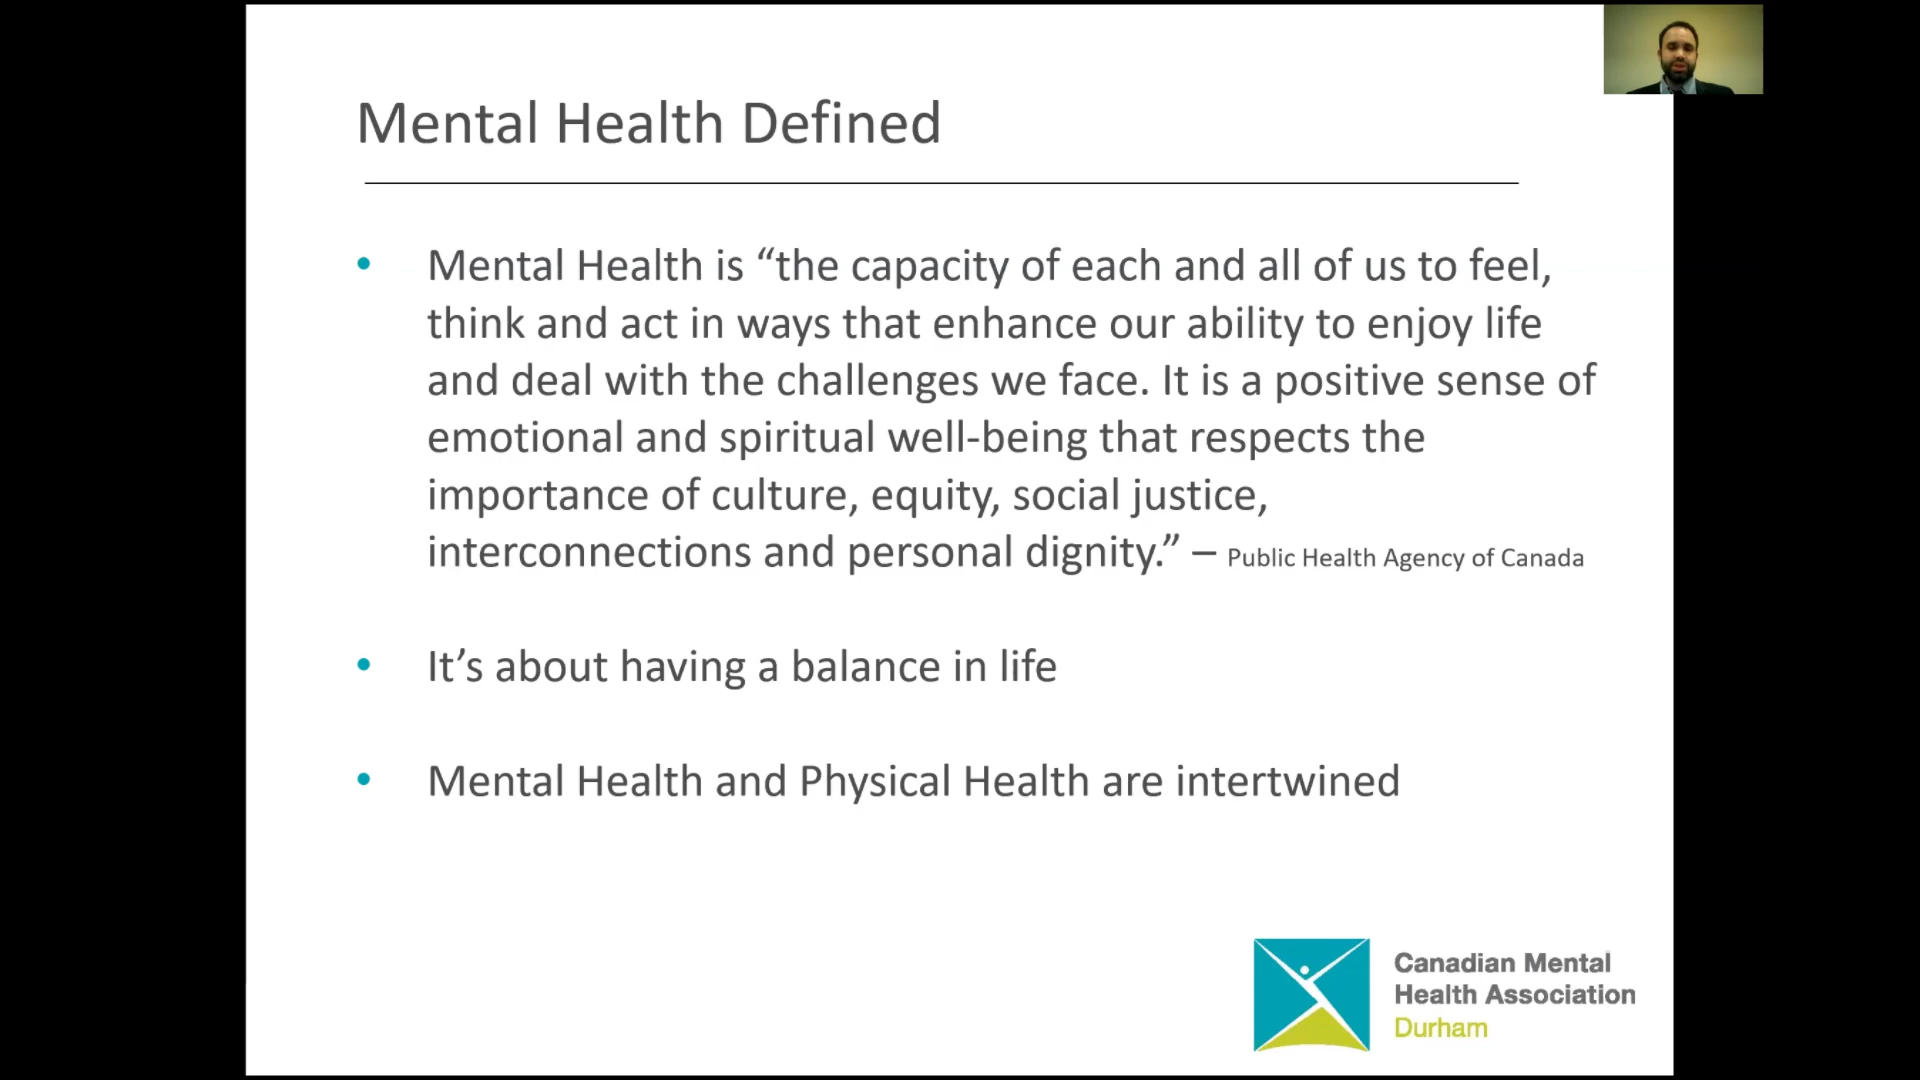 Mental Health Defined
• Mental Health is “the capacity of each and all of us to feel,
think and act in ways that enhance our ability to enjoy life
and deal with the challenges we face. It is a positive sense of
emotional and spiritual well-being that respects the
importance of culture, equity, social justice,
interconnections and personal dignity.” – Public Health Agency of Canada
• It’s about having a balance in life
• Mental Health and Physical Health are intertwined
Canadian Mental
Health Association
Durham